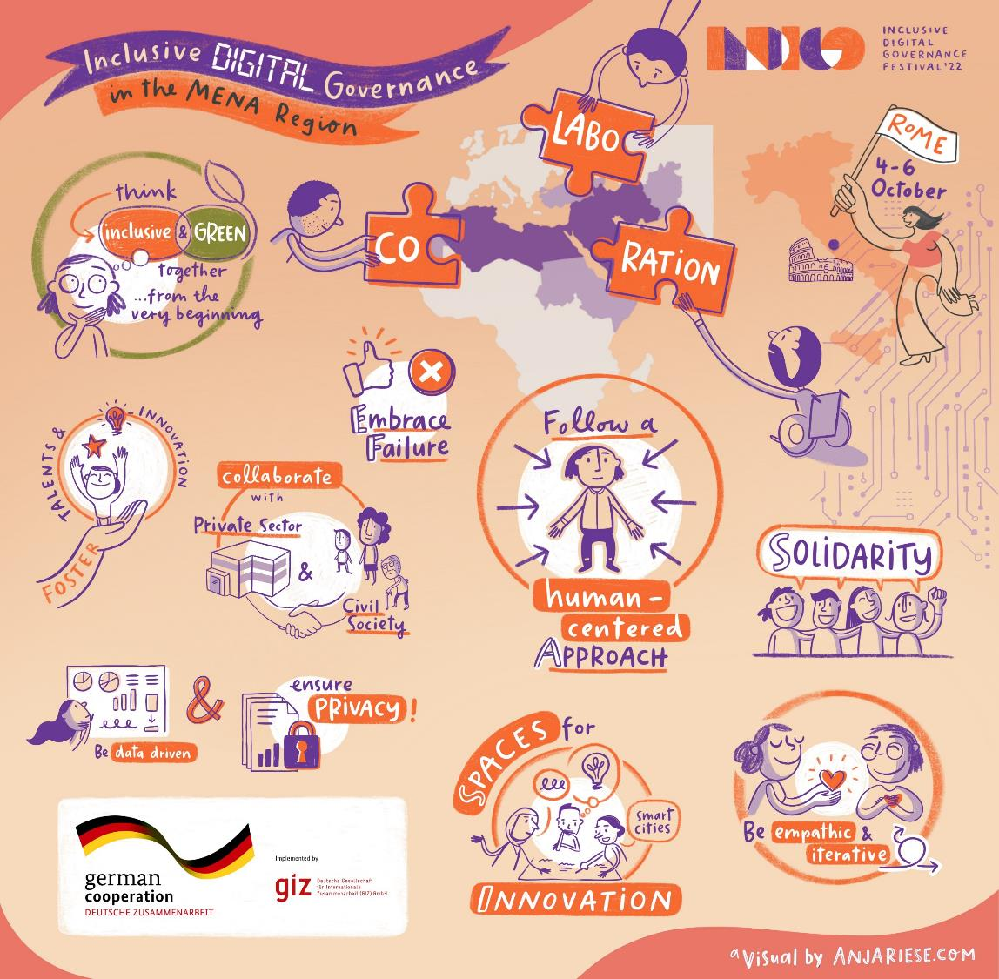 Inclusive DIGITAL Governance
in the MENA Region
LABO
CO
RATION
INDIGO
INCLUSIVE
DIGITAL
GOVERNANCE
FESTIVAL'22
ROME
4-6
October
think
inclusive & GREEN
together
...from the
very beginning
Embrace
Failure
TALENTS &
INNOVATION
FOSTER
collaborate
with
Private Sector
&
Civil
Society
Follow a
human-
centered
APPROACH
SOLIDARITY
Be data driven
&
ensure
PRIVACY!
SPACES for
smart
cities
INNOVATION
Be empathic &
iterative
german
cooperation
DEUTSCHE ZUSAMMENARBEIT
Implemented by
giz
Deutsche Gesellschaft
für Internationale
Zusammenarbeit (GIZ) GmbH
a Visual by ANJARIESE.COM